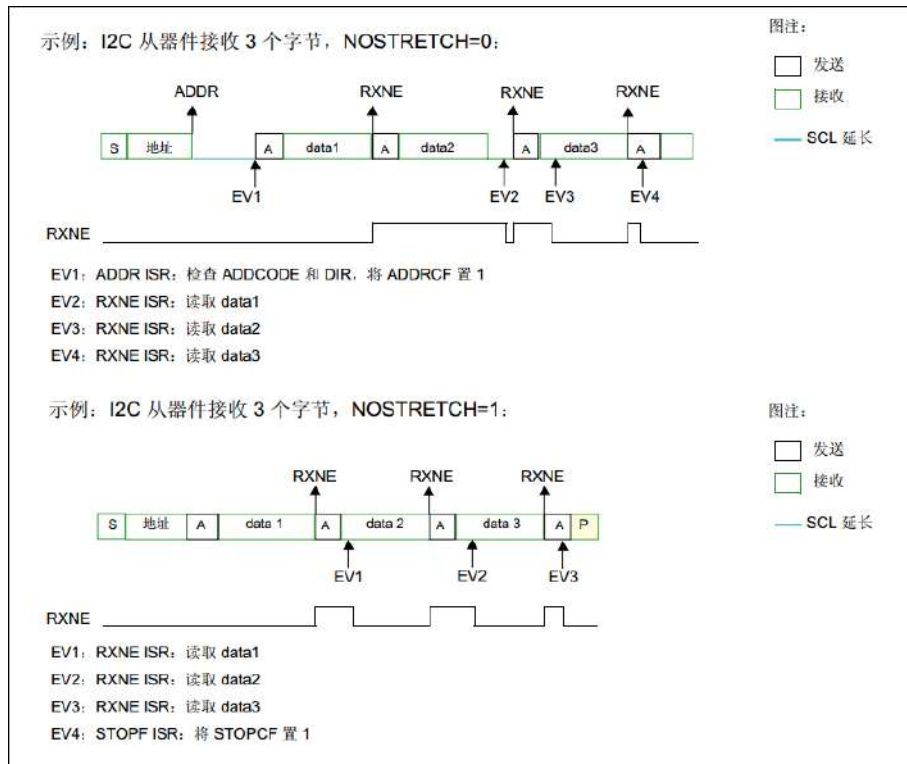 示例：I2C 从器件接收 3 个字节，NOSTRETCH=0：
图注：
发送
接收
SCL 延长
ADDR RXNE RXNE RXNE
S 地址 A data1 A data2 A data3 A
EV1 EV2 EV3 EV4
RXNE
EV1：ADDR ISR：检查 ADDCODE 和 DIR，将 ADDRCF 置 1
EV2：RXNE ISR：读取 data1
EV3：RXNE ISR：读取 data2
EV4：RXNE ISR：读取 data3
示例：I2C 从器件接收 3 个字节，NOSTRETCH=1：
图注：
发送
接收
SCL 延长
RXNE RXNE RXNE
S 地址 A data 1 A data 2 A data 3 A P
EV1 EV2 EV3
RXNE
EV1：RXNE ISR：读取 data1
EV2：RXNE ISR：读取 data2
EV3：RXNE ISR：读取 data3
EV4：STOPF ISR：将 STOPCF 置 1